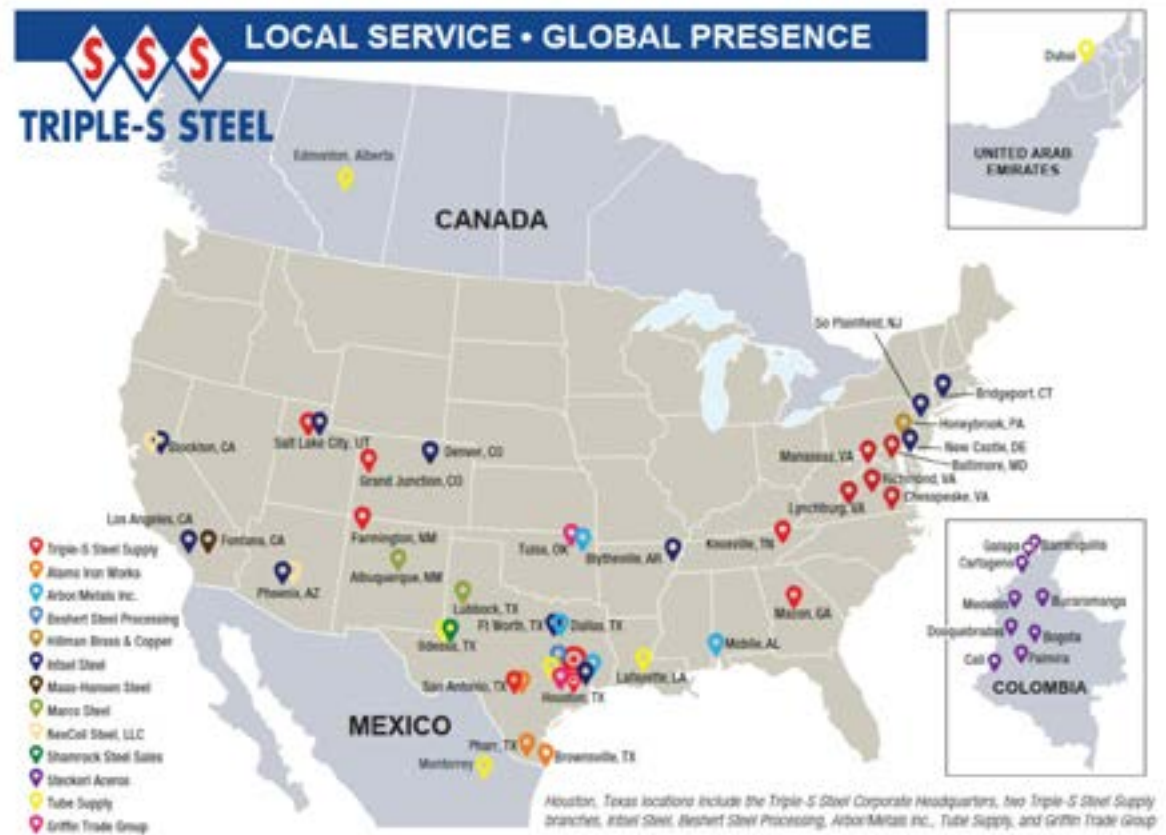 LOCAL SERVICE • GLOBAL PRESENCE
S S S
TRIPLE-S STEEL
Dubai
UNITED ARAB
EMIRATES
Edmonton, Alberta
CANADA
So Plainfield, NJ
Bridgeport, CT
Honeybrook, PA
New Castle, DE
Baltimore, MD
Manassas, VA
Richmond, VA
Chesapeake, VA
Lynchburg, VA
Stockton, CA
Salt Lake City, UT
Denver, CO
Grand Junction, CO
Los Angeles, CA
Fontana, CA
Farmington, NM
Tulsa, OK
Blytheville, AR
Knoxville, TN
Phoenix, AZ
Albuquerque, NM
Lubbock, TX
Macon, GA
Ft Worth, TX
Dallas, TX
Odessa, TX
Mobile, AL
San Antonio, TX
Houston, TX
Lafayette, LA
Pharr, TX
Brownsville, TX
MEXICO
Monterrey
Triple-S Steel Supply
Alamo Iron Works
Arbor Metals Inc.
Beshert Steel Processing
Hillman Brass & Copper
Intsel Steel
Maas-Hansen Steel
Marco Steel
NexCoil Steel, LLC
Shamrock Steel Sales
Steckerl Aceros
Tube Supply
Griffin Trade Group
Galapa
Barranquilla
Cartagena
Medellin
Bucaramanga
Dosquebradas
Bogota
Cali
Palmira
COLOMBIA
Houston, Texas locations include the Triple-S Steel Corporate Headquarters, two Triple-S Steel Supply
branches, Intsel Steel, Beshert Steel Processing, Arbor Metals Inc., Tube Supply, and Griffin Trade Group